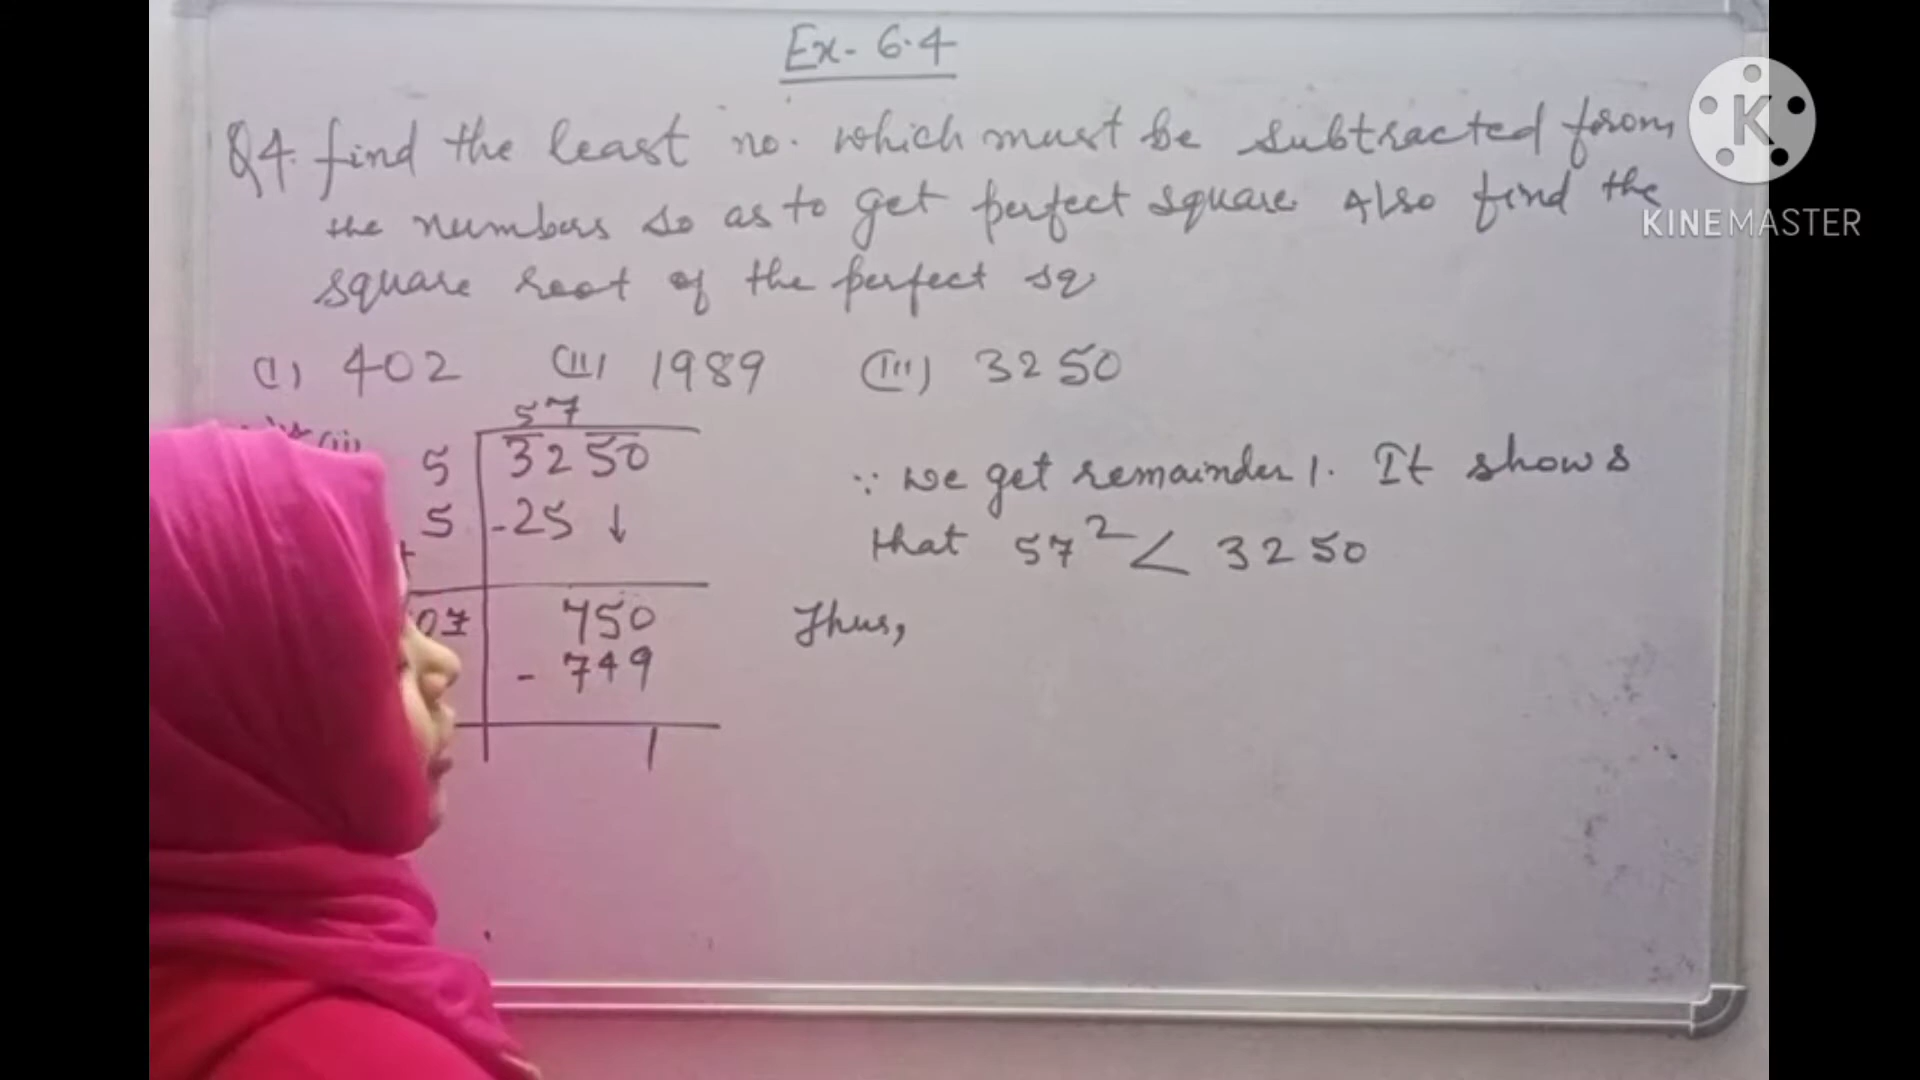 Ex- 6.4
Q4. find the least no. which must be subtracted from
the numbers so as to get perfect square. Also find the
square root of the perfect sq
(i) 402 (ii) 1989 (iii) 3250
(iii)
57
5 3250
5 -25 ↓
+
07 750
- 749
1
∵ we get remainder 1. It shows
that 57² < 3250
Thus,
K
KINEMASTER